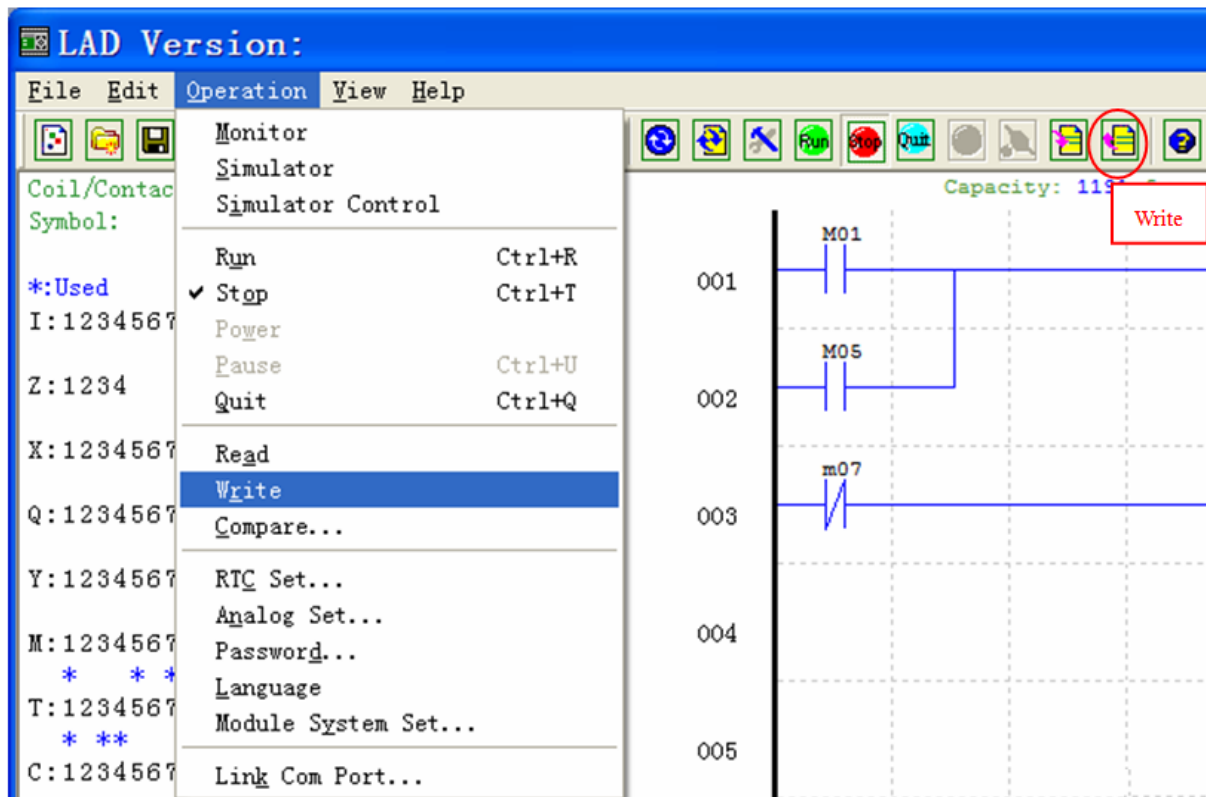 LAD Version:
File Edit Operation View Help
Run Stop Quit
Monitor
Simulator
Simulator Control
Run Ctrl+R
Stop Ctrl+T
Power
Pause Ctrl+U
Quit Ctrl+Q
Read
Write
Compare...
RTC Set...
Analog Set...
Password...
Language
Module System Set...
Link Com Port...
Coil/Contac
Symbol:
*:Used
I:1234567
Z:1234
X:1234567
Q:1234567
Y:1234567
M:1234567
* * *
T:1234567
* **
C:1234567
Capacity:
Write
M01
001
M05
002
m07
003
004
005